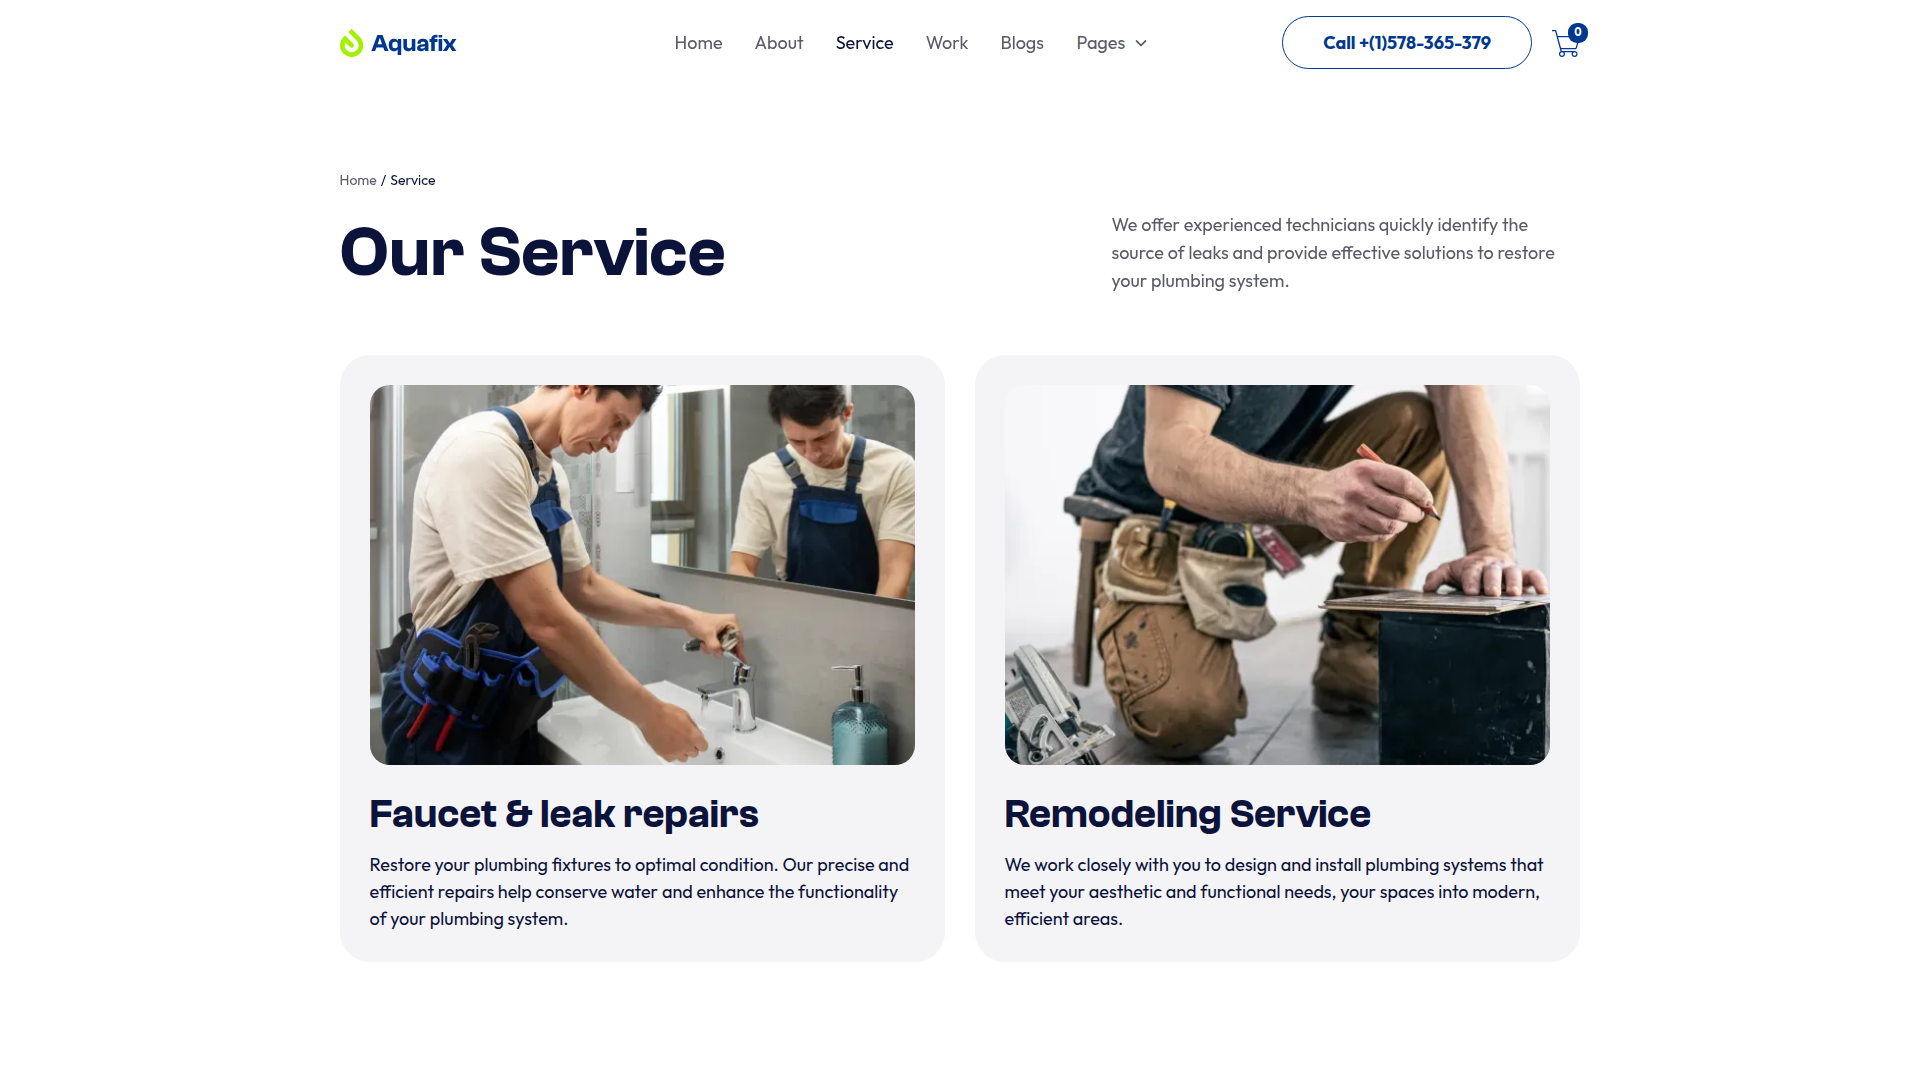 Aquafix
Home
About
Service
Work
Blogs
Pages
Call +(1)578-365-379
0
Home / Service
Our Service
We offer experienced technicians quickly identify the
source of leaks and provide effective solutions to restore
your plumbing system.
Faucet & leak repairs
Restore your plumbing fixtures to optimal condition. Our precise and
efficient repairs help conserve water and enhance the functionality
of your plumbing system.
Remodeling Service
We work closely with you to design and install plumbing systems that
meet your aesthetic and functional needs, your spaces into modern,
efficient areas.